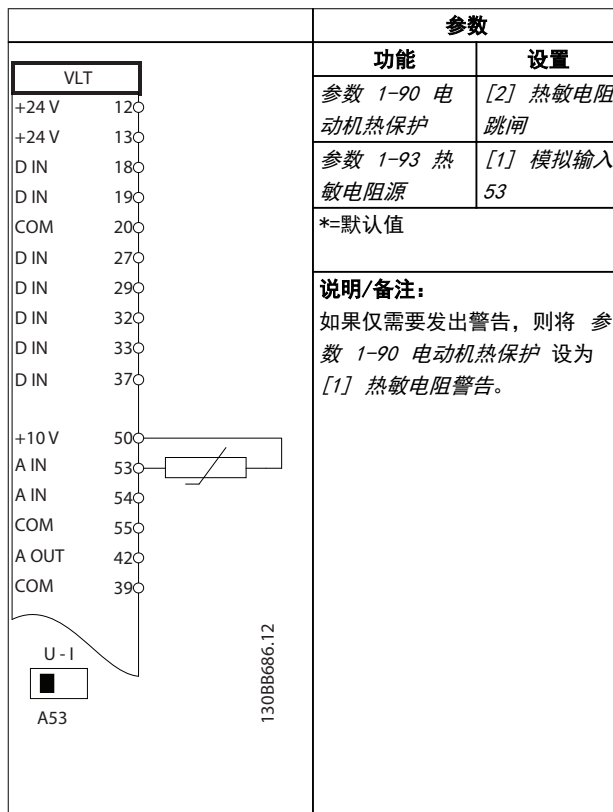 VLT
+24 V 12
+24 V 13
D IN 18
D IN 19
COM 20
D IN 27
D IN 29
D IN 32
D IN 33
D IN 37
+10 V 50
A IN 53
A IN 54
COM 55
A OUT 42
COM 39
U - I
A53
130BB686.12
参数
功能 设置
参数 1-90 电 [2] 热敏电阻
动机热保护 跳闸
参数 1-93 热 [1] 模拟输入
敏电阻源 53
*=默认值
说明/备注：
如果仅需要发出警告，则将 参
数 1-90 电动机热保护 设为
[1] 热敏电阻警告。